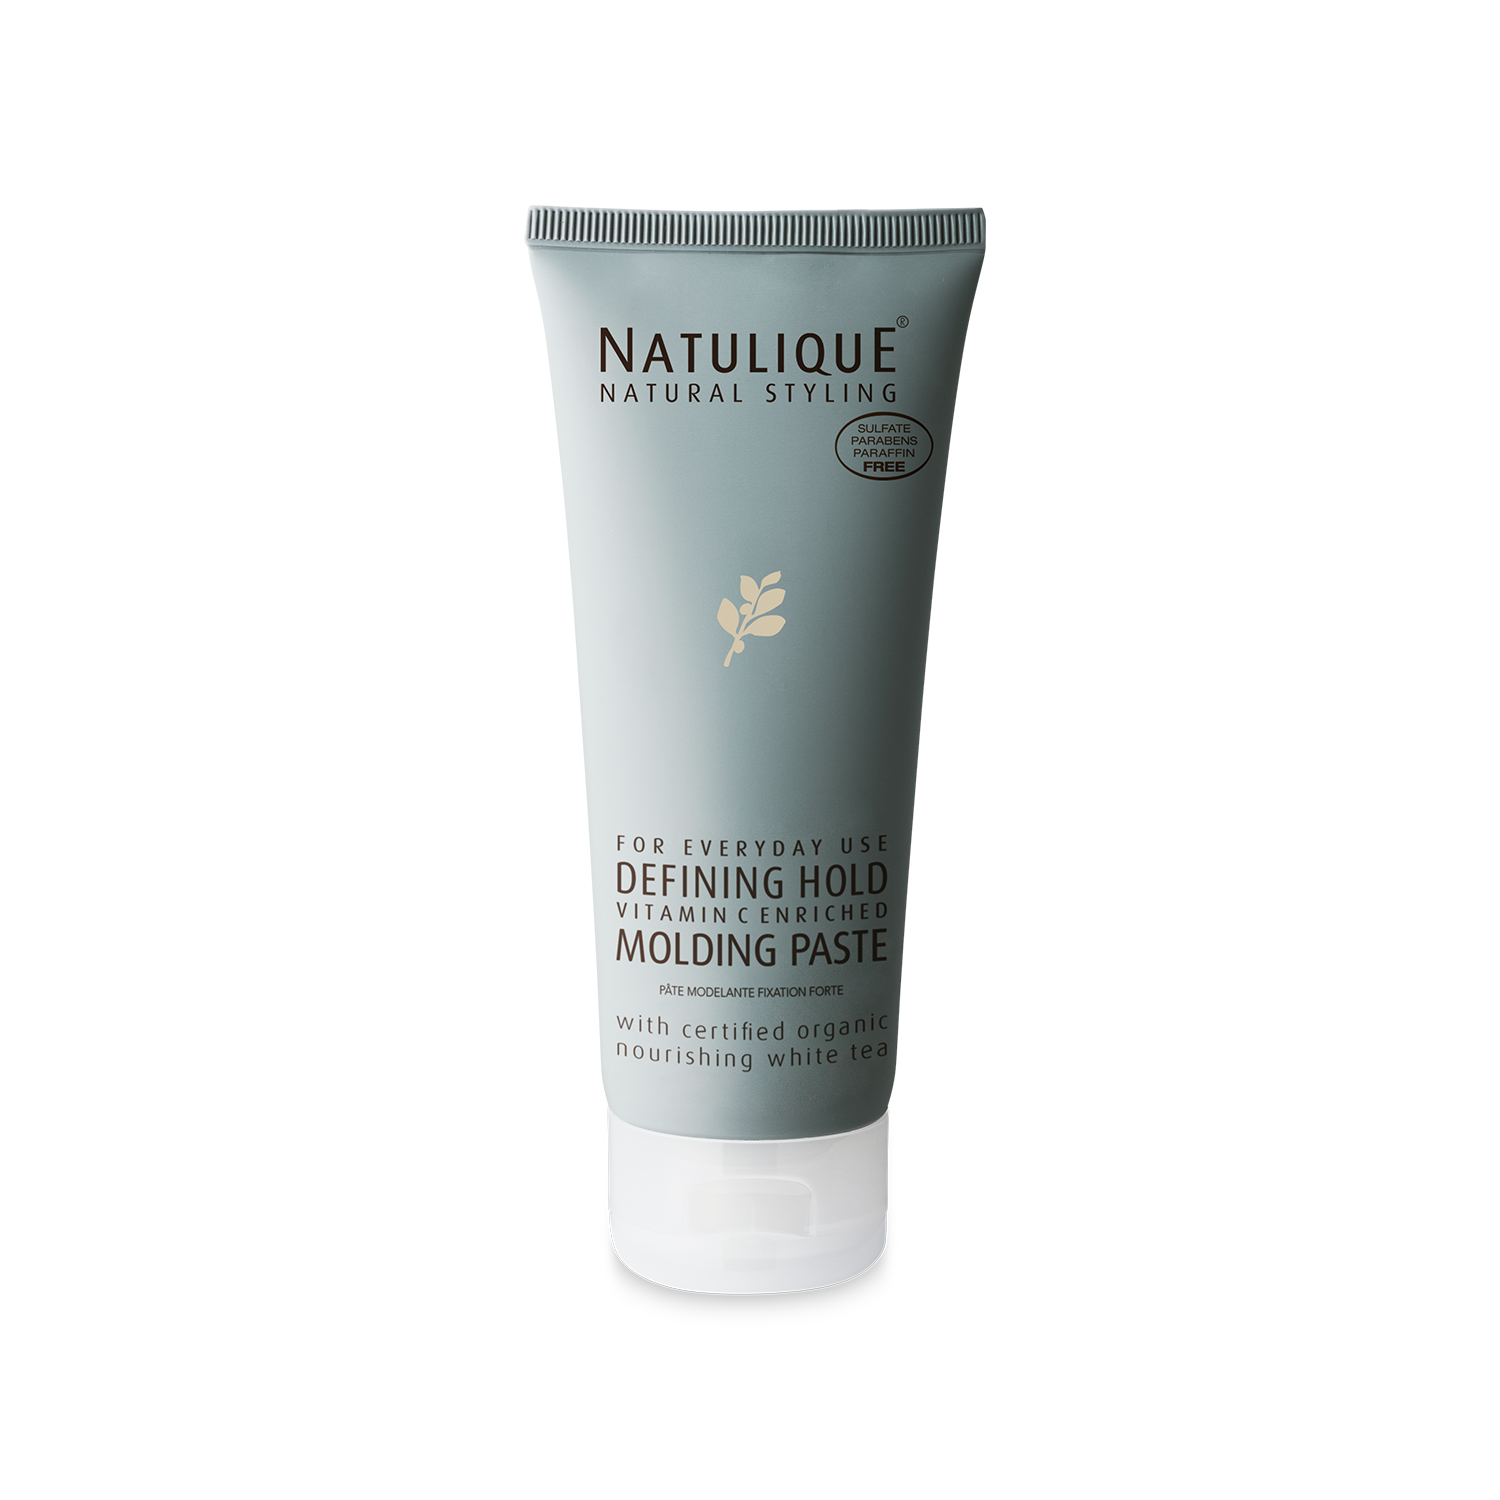 NATULIQUE®
NATURAL STYLING
SULFATE
PARABENS
PARAFFIN
FREE
FOR EVERYDAY USE
DEFINING HOLD
VITAMIN C ENRICHED
MOLDING PASTE
PÂTE MODELANTE FIXATION FORTE
with certified organic
nourishing white tea